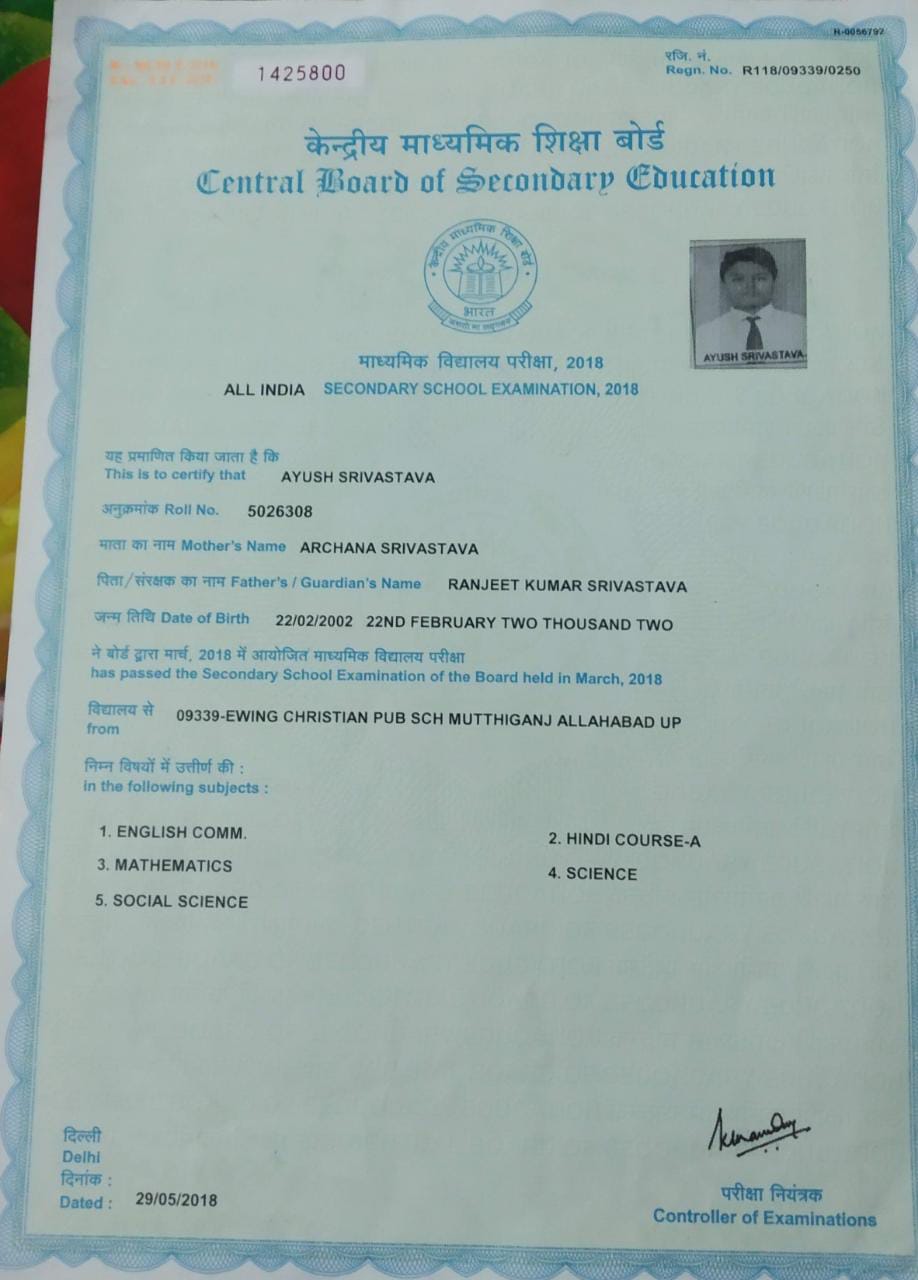 R-0056792
1425800
रजि. नं.
Regn. No. R118/09339/0250
केन्द्रीय माध्यमिक शिक्षा बोर्ड
Central Board of Secondary Education
केन्द्रीय माध्यमिक शिक्षा बोर्ड
भारत
AYUSH SRIVASTAVA
माध्यमिक विद्यालय परीक्षा, 2018
ALL INDIA SECONDARY SCHOOL EXAMINATION, 2018
यह प्रमाणित किया जाता है कि
This is to certify that AYUSH SRIVASTAVA
अनुक्रमांक Roll No. 5026308
माता का नाम Mother's Name ARCHANA SRIVASTAVA
पिता/संरक्षक का नाम Father's / Guardian's Name RANJEET KUMAR SRIVASTAVA
जन्म तिथि Date of Birth 22/02/2002 22ND FEBRUARY TWO THOUSAND TWO
ने बोर्ड द्वारा मार्च, 2018 में आयोजित माध्यमिक विद्यालय परीक्षा
has passed the Secondary School Examination of the Board held in March, 2018
विद्यालय से
from 09339-EWING CHRISTIAN PUB SCH MUTTHIGANJ ALLAHABAD UP
निम्न विषयों में उत्तीर्ण की :
in the following subjects :
1. ENGLISH COMM. 2. HINDI COURSE-A
3. MATHEMATICS 4. SCIENCE
5. SOCIAL SCIENCE
दिल्ली
Delhi
दिनांक :
Dated : 29/05/2018
परीक्षा नियंत्रक
Controller of Examinations